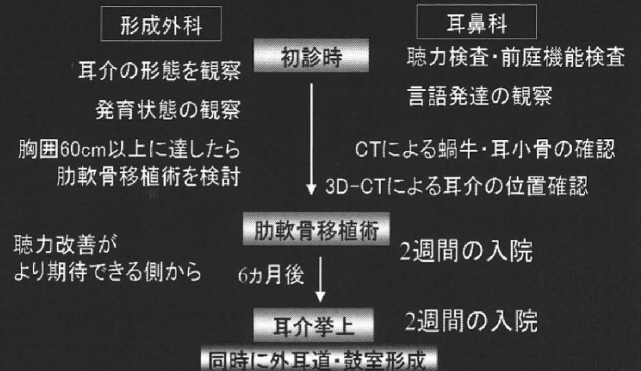 形成外科
耳鼻科
初診時
耳介の形態を観察
発育状態の観察
胸囲60cm以上に達したら
肋軟骨移植術を検討
聴力検査・前庭機能検査
言語発達の観察
CTによる蝸牛・耳小骨の確認
3D-CTによる耳介の位置確認
肋軟骨移植術
2週間の入院
聴力改善が
より期待できる側から
6ヵ月後
耳介挙上
2週間の入院
同時に外耳道・鼓室形成